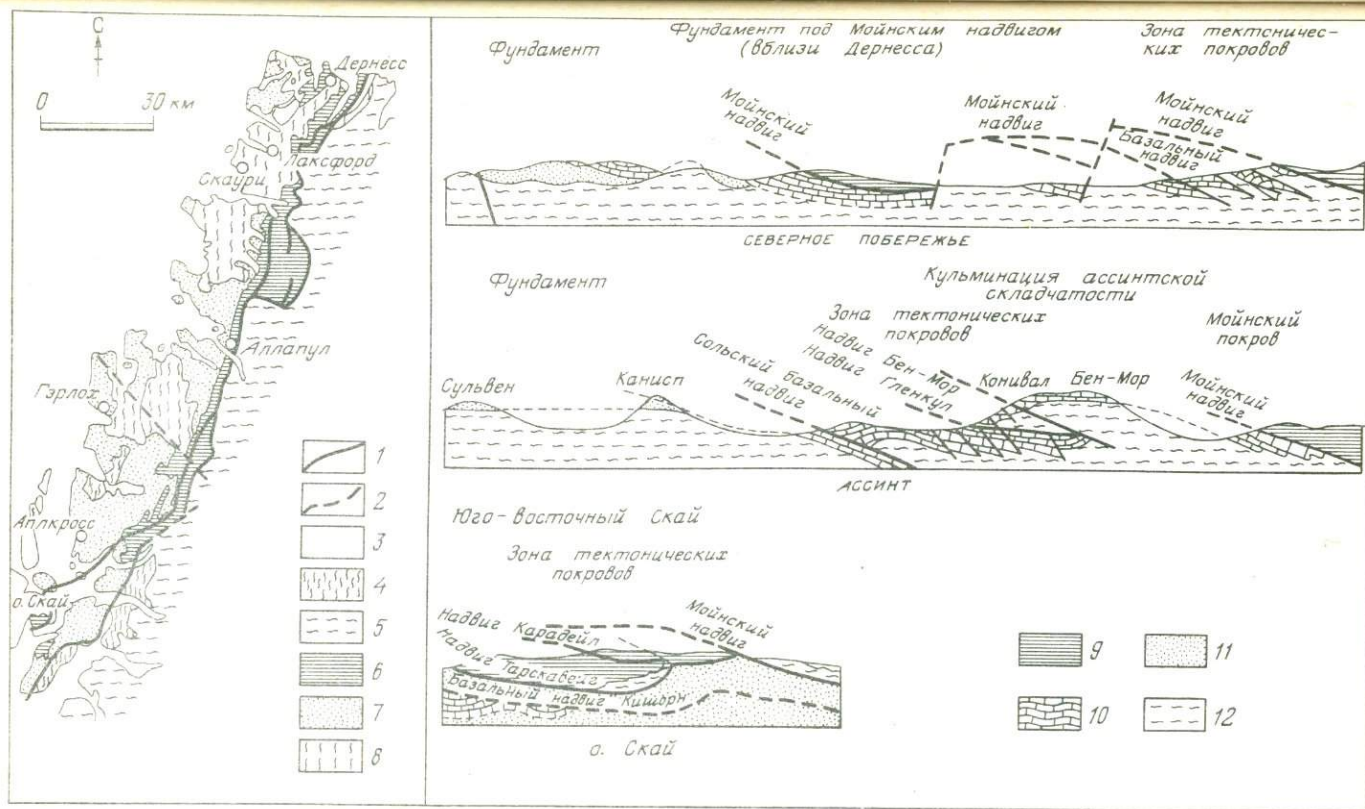 С
Дернесс
0 30 км
Лаксфорд
Скаури
Аллапул
Гэрлох
Аплкросс
о. Скай
1
2
3
4
5
6
7
8
Фундамент
Фундамент под Мойнским надвигом
(вблизи Дернесса)
Зона тектоничес-
ких покровов
Мойнский
надвиг
Мойнский
надвиг
Мойнский
надвиг
Базальный
надвиг
СЕВЕРНОЕ ПОБЕРЕЖЬЕ
Фундамент
Кульминация ассинтской
складчатости
Зона тектонических
покровов
Мойнский
покров
Сульвен
Канисп
Сольский
надвиг
Базальный
надвиг
Надвиг Гленкул
Надвиг Бен-Мор
Конивал
Бен-Мор
Мойнский
надвиг
АССИНТ
Юго-восточный Скай
Зона тектонических
покровов
Надвиг Карадейл
Мойнский
надвиг
Надвиг Тарскавейг
Базальный надвиг Кишорн
о. Скай
9
10
11
12